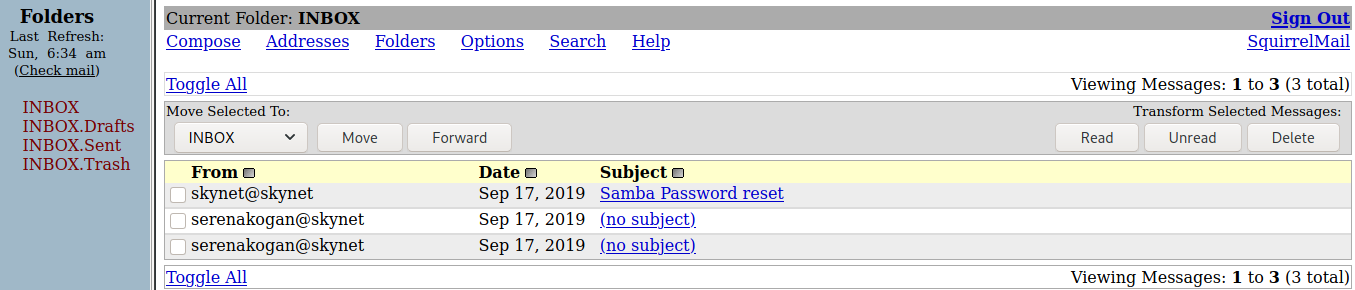 Folders
Last Refresh:
Sun, 6:34 am
(Check mail)
INBOX
INBOX.Drafts
INBOX.Sent
INBOX.Trash
Current Folder: INBOX Sign Out
Compose Addresses Folders Options Search Help SquirrelMail
Toggle All Viewing Messages: 1 to 3 (3 total)
Move Selected To: Transform Selected Messages:
INBOX Move Forward Read Unread Delete
From Date Subject
skynet@skynet Sep 17, 2019 Samba Password reset
serenakogan@skynet Sep 17, 2019 (no subject)
serenakogan@skynet Sep 17, 2019 (no subject)
Toggle All Viewing Messages: 1 to 3 (3 total)